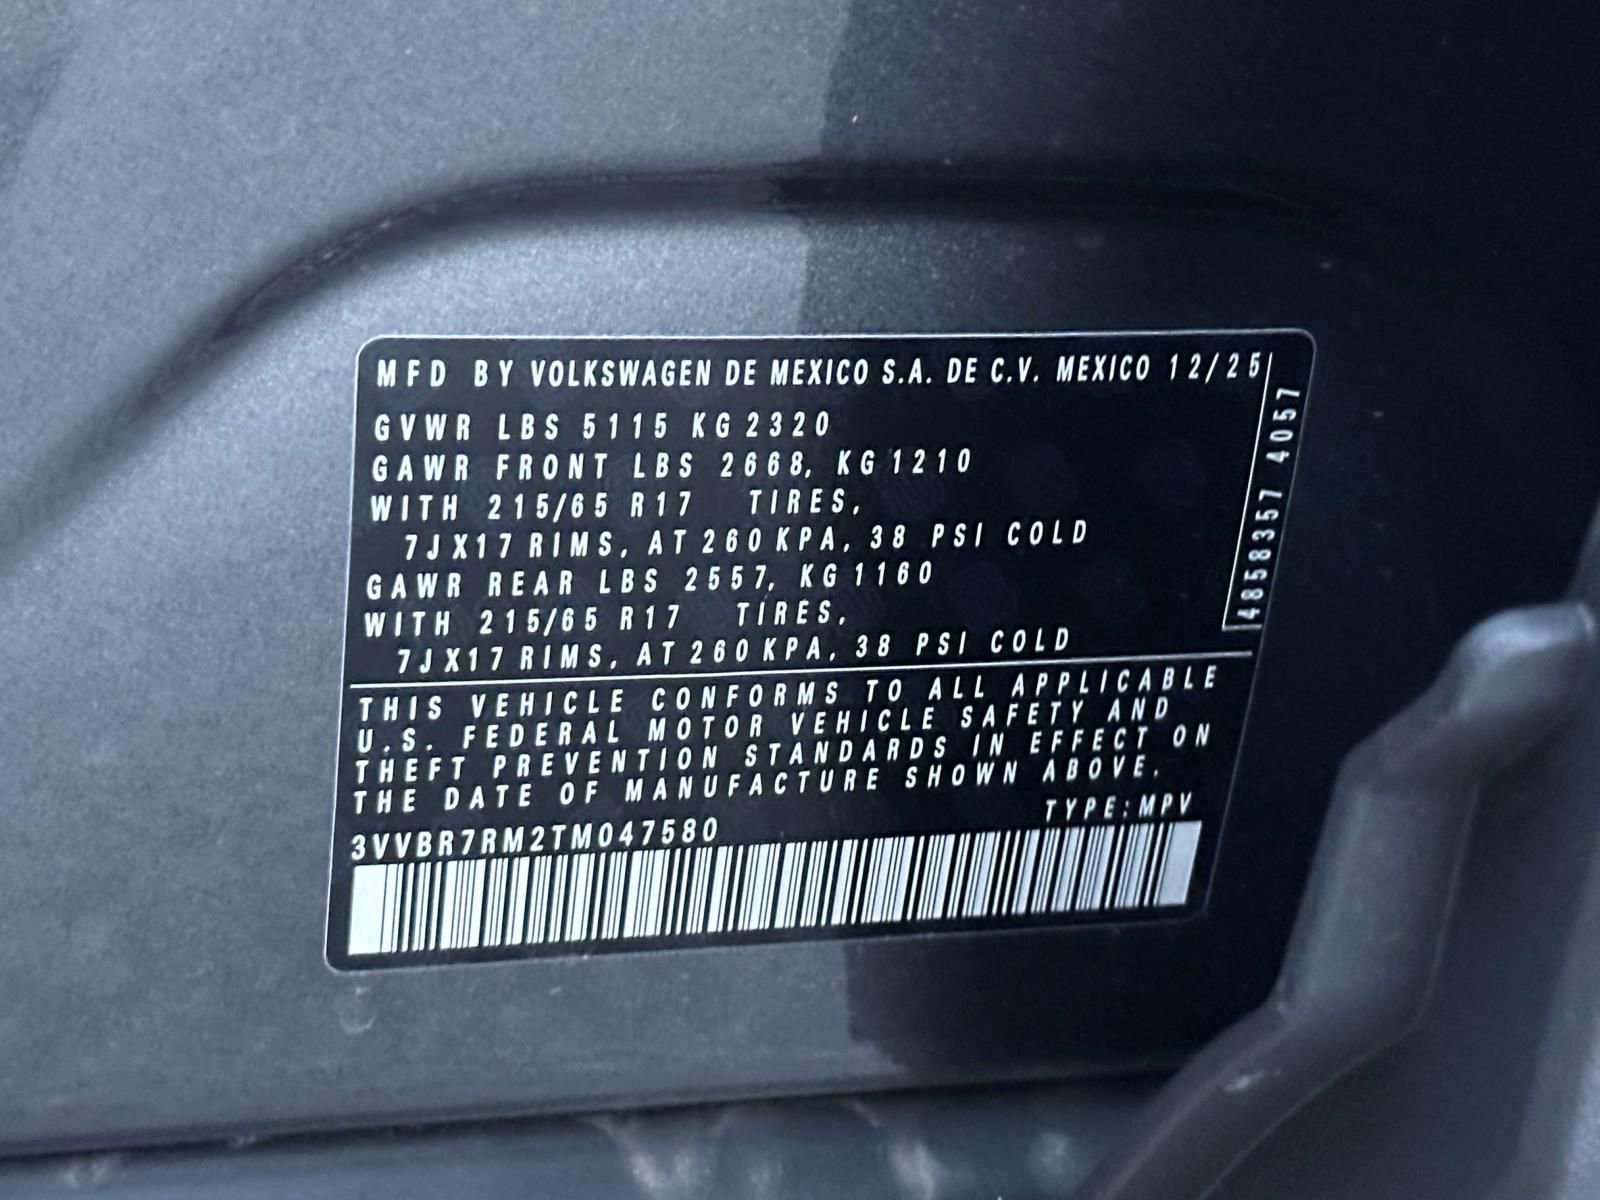 MFD BY VOLKSWAGEN DE MEXICO S.A. DE C.V. MEXICO 12/25
GVWR LBS 5115 KG 2320
GAWR FRONT LBS 2668, KG 1210
WITH 215/65 R17 TIRES,
7JX17 RIMS, AT 260 KPA, 38 PSI COLD
GAWR REAR LBS 2557, KG 1160
WITH 215/65 R17 TIRES,
7JX17 RIMS, AT 260 KPA, 38 PSI COLD
4858357 4057
THIS VEHICLE CONFORMS TO ALL APPLICABLE
U.S. FEDERAL MOTOR VEHICLE SAFETY AND
THEFT PREVENTION STANDARDS IN EFFECT ON
THE DATE OF MANUFACTURE SHOWN ABOVE.
TYPE: MPV
3VVBR7RM2TM047580